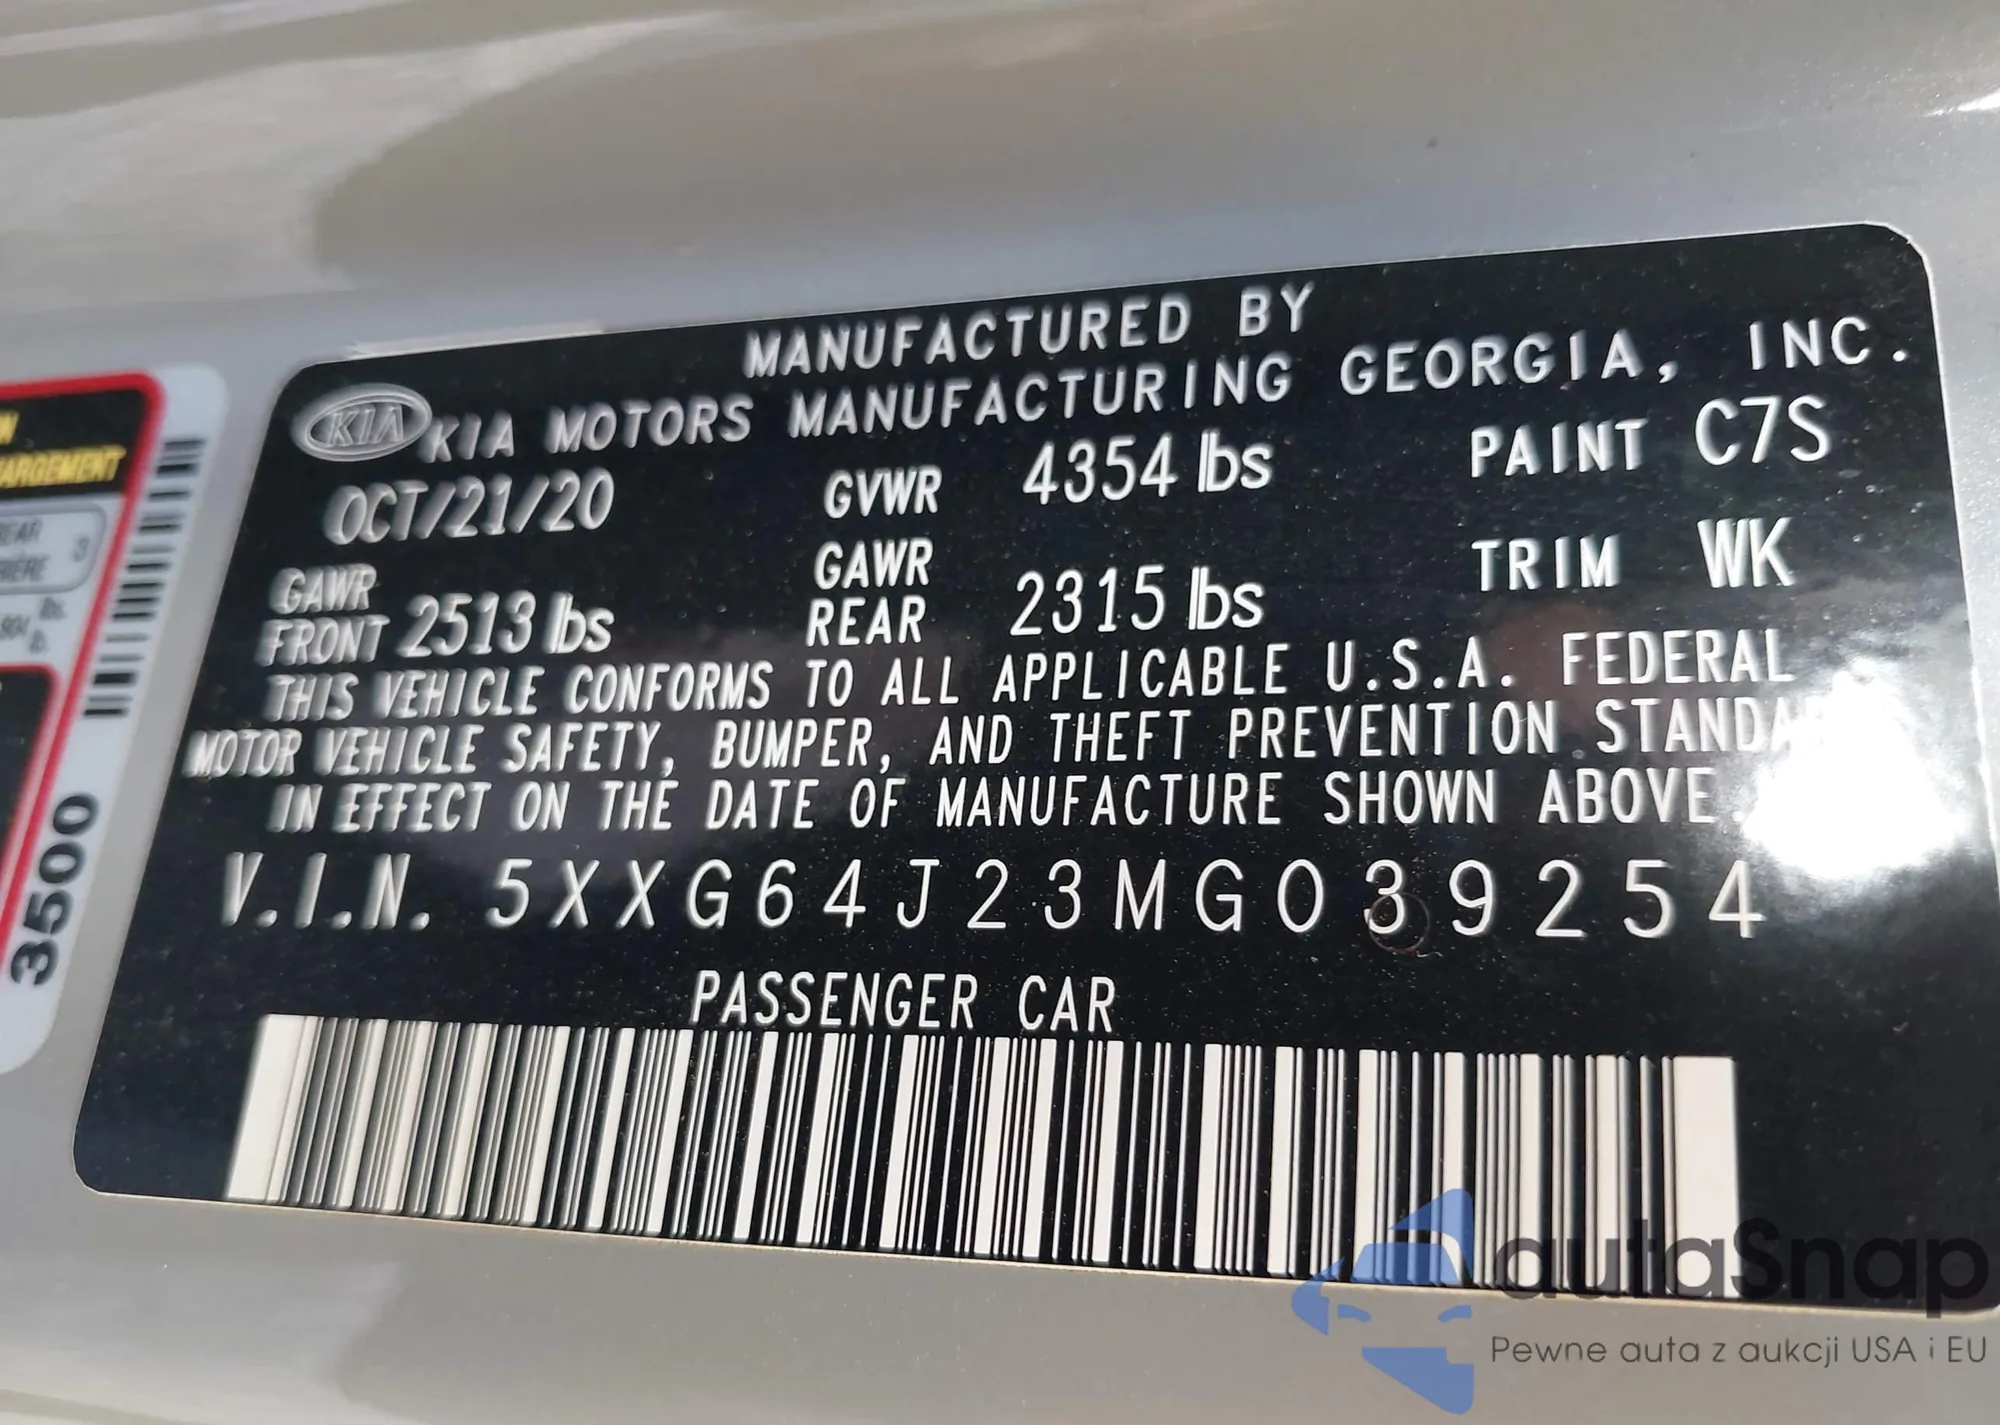 MANUFACTURED BY
KIA KIA MOTORS MANUFACTURING GEORGIA, INC.
OCT/21/20 GVWR 4354 lbs PAINT C7S
GAWR FRONT 2513 lbs GAWR REAR 2315 lbs TRIM WK
THIS VEHICLE CONFORMS TO ALL APPLICABLE U.S.A. FEDERAL
MOTOR VEHICLE SAFETY, BUMPER, AND THEFT PREVENTION
IN EFFECT ON THE DATE OF MANUFACTURE SHOWN ABOVE.
V.I.N. 5XXG64J23MG039254
PASSENGER CAR
3500
REAR 3
autaSnap
Pewne auta z aukcji USA i EU